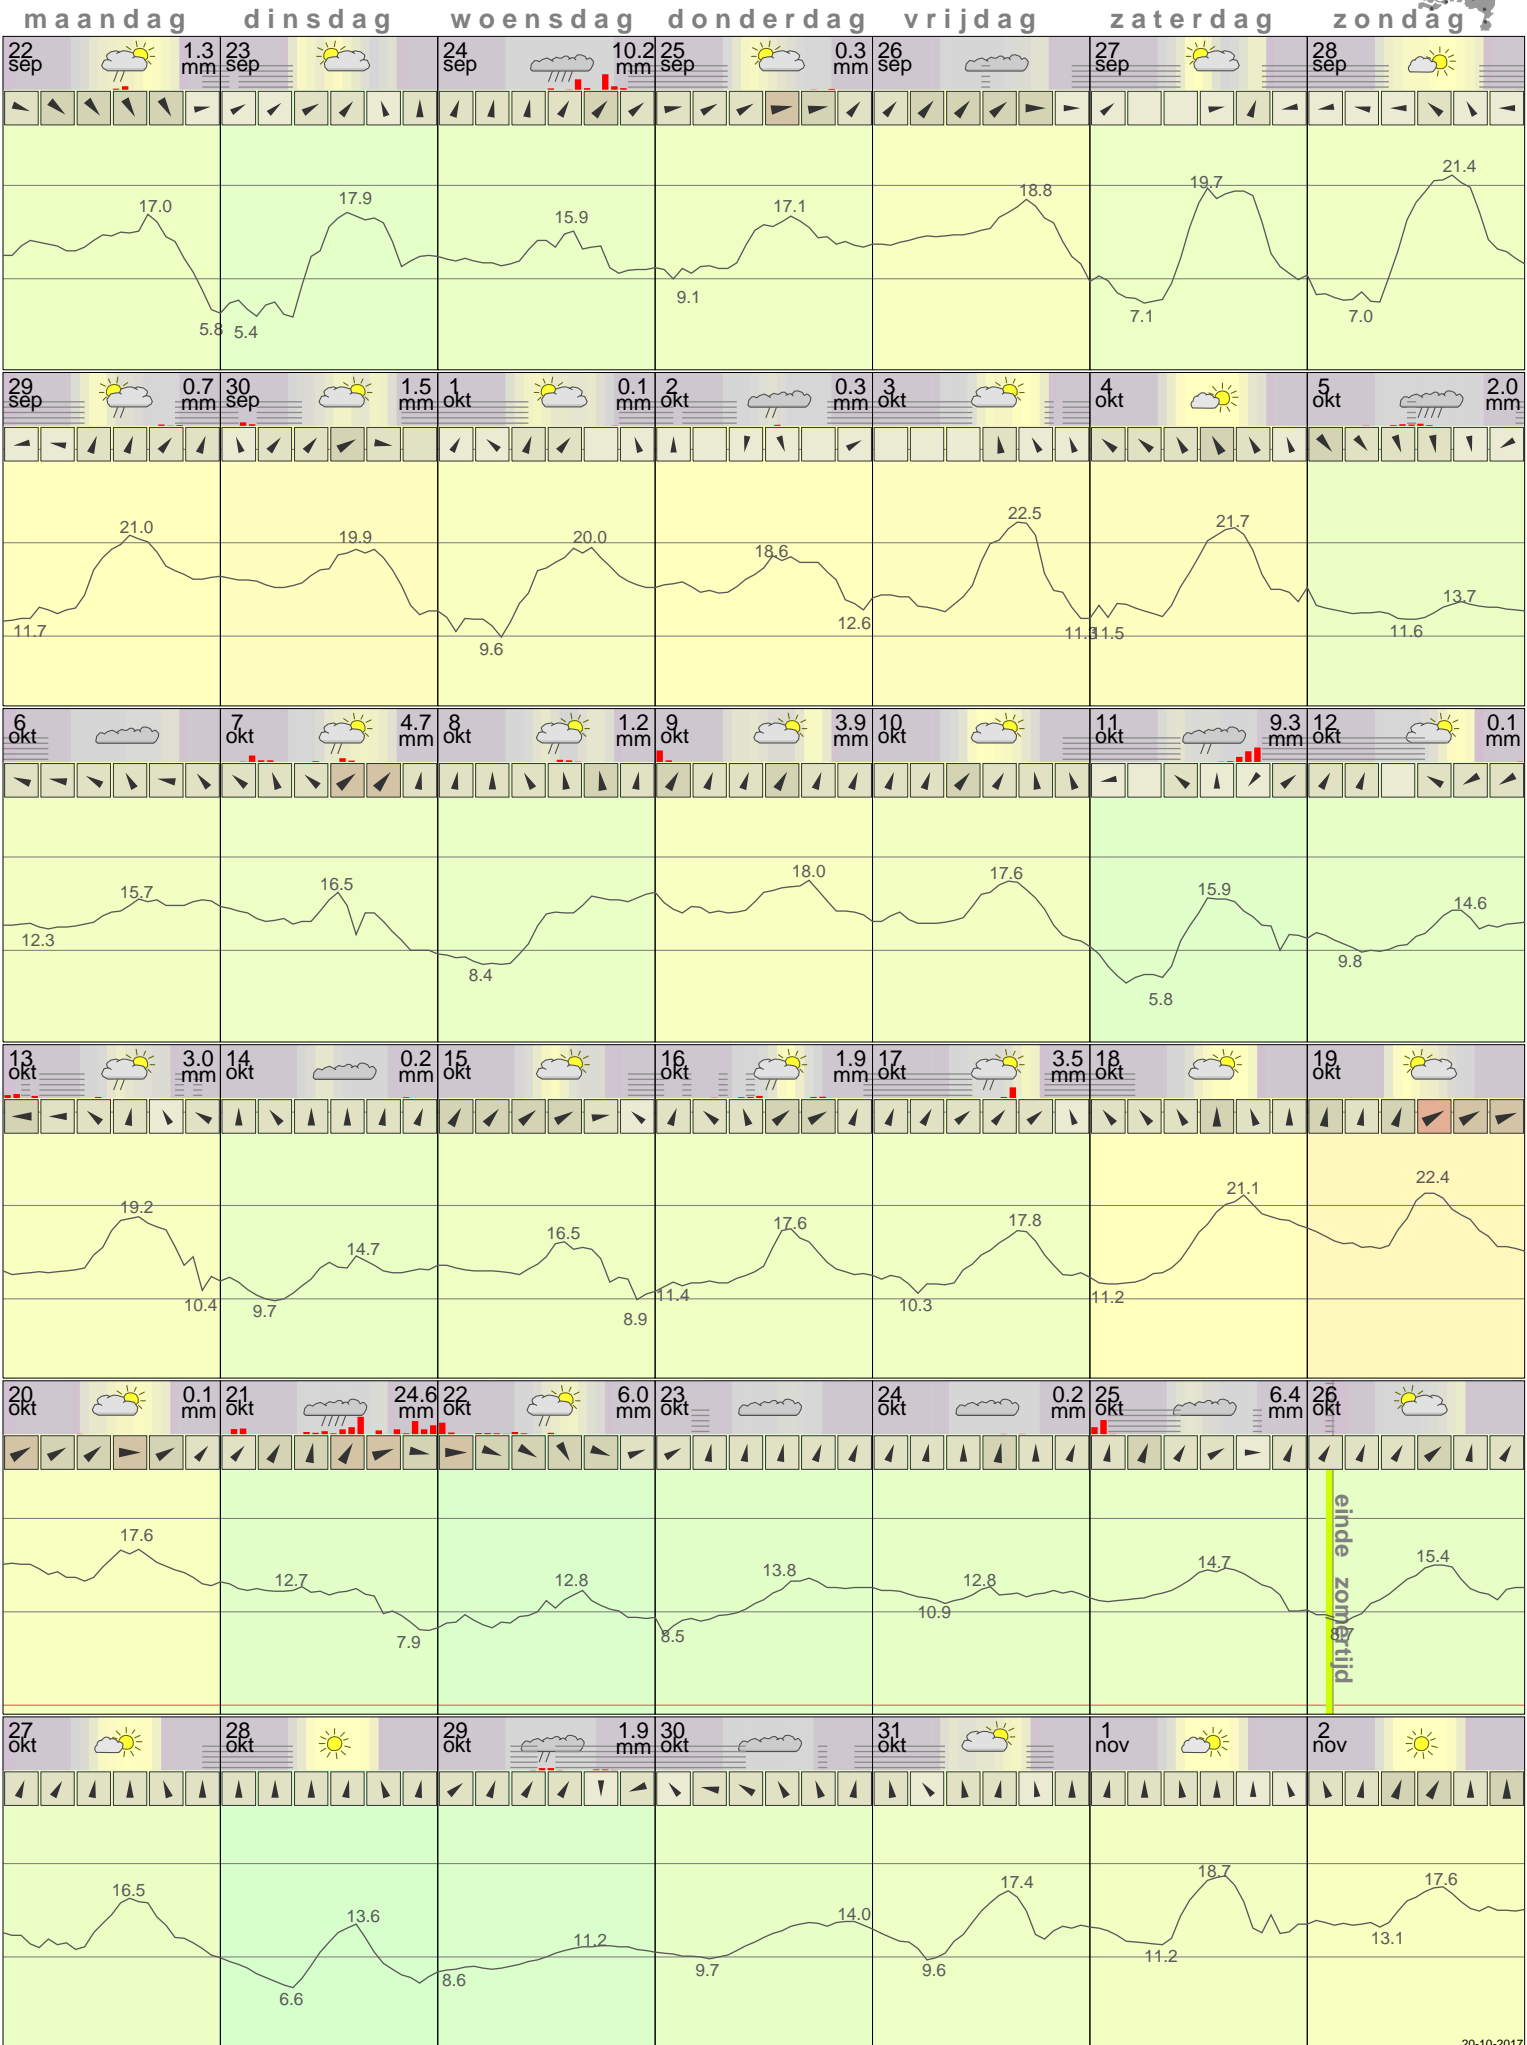 maandag dinsdag woensdag donderdag vrijdag zaterdag zondag
22 sep 1.3 mm 23 sep 24 sep 10.2 mm 25 sep 0.3 mm 26 sep 27 sep 28 sep
17.0 5.8 5.4 17.9 15.9 9.1 17.1 18.8 7.1 19.7 7.0 21.4
29 sep 0.7 mm 30 sep 1.5 mm 1 okt 0.1 mm 2 okt 0.3 mm 3 okt 4 okt 5 okt 2.0 mm
11.7 21.0 19.9 9.6 20.0 18.6 12.6 22.5 11.3 11.5 21.7 11.6 13.7
6 okt 7 okt 4.7 mm 8 okt 1.2 mm 9 okt 3.9 mm 10 okt 11 okt 9.3 mm 12 okt 0.1 mm
12.3 15.7 16.5 8.4 18.0 17.6 5.8 15.9 9.8 14.6
13 okt 3.0 mm 14 okt 0.2 mm 15 okt 16 okt 1.9 mm 17 okt 3.5 mm 18 okt 19 okt
19.2 10.4 9.7 14.7 16.5 8.9 11.4 17.6 10.3 17.8 11.2 21.1 22.4
20 okt 0.1 mm 21 okt 24.6 mm 22 okt 6.0 mm 23 okt 24 okt 0.2 mm 25 okt 6.4 mm 26 okt
17.6 12.7 7.9 12.8 8.5 13.8 10.9 12.8 14.7 15.4
einde zomertijd
27 okt 28 okt 29 okt 1.9 mm 30 okt 31 okt 1 nov 2 nov
16.5 6.6 13.6 8.6 11.2 9.7 14.0 9.6 17.4 11.2 18.7 13.1 17.6
20-10-2017